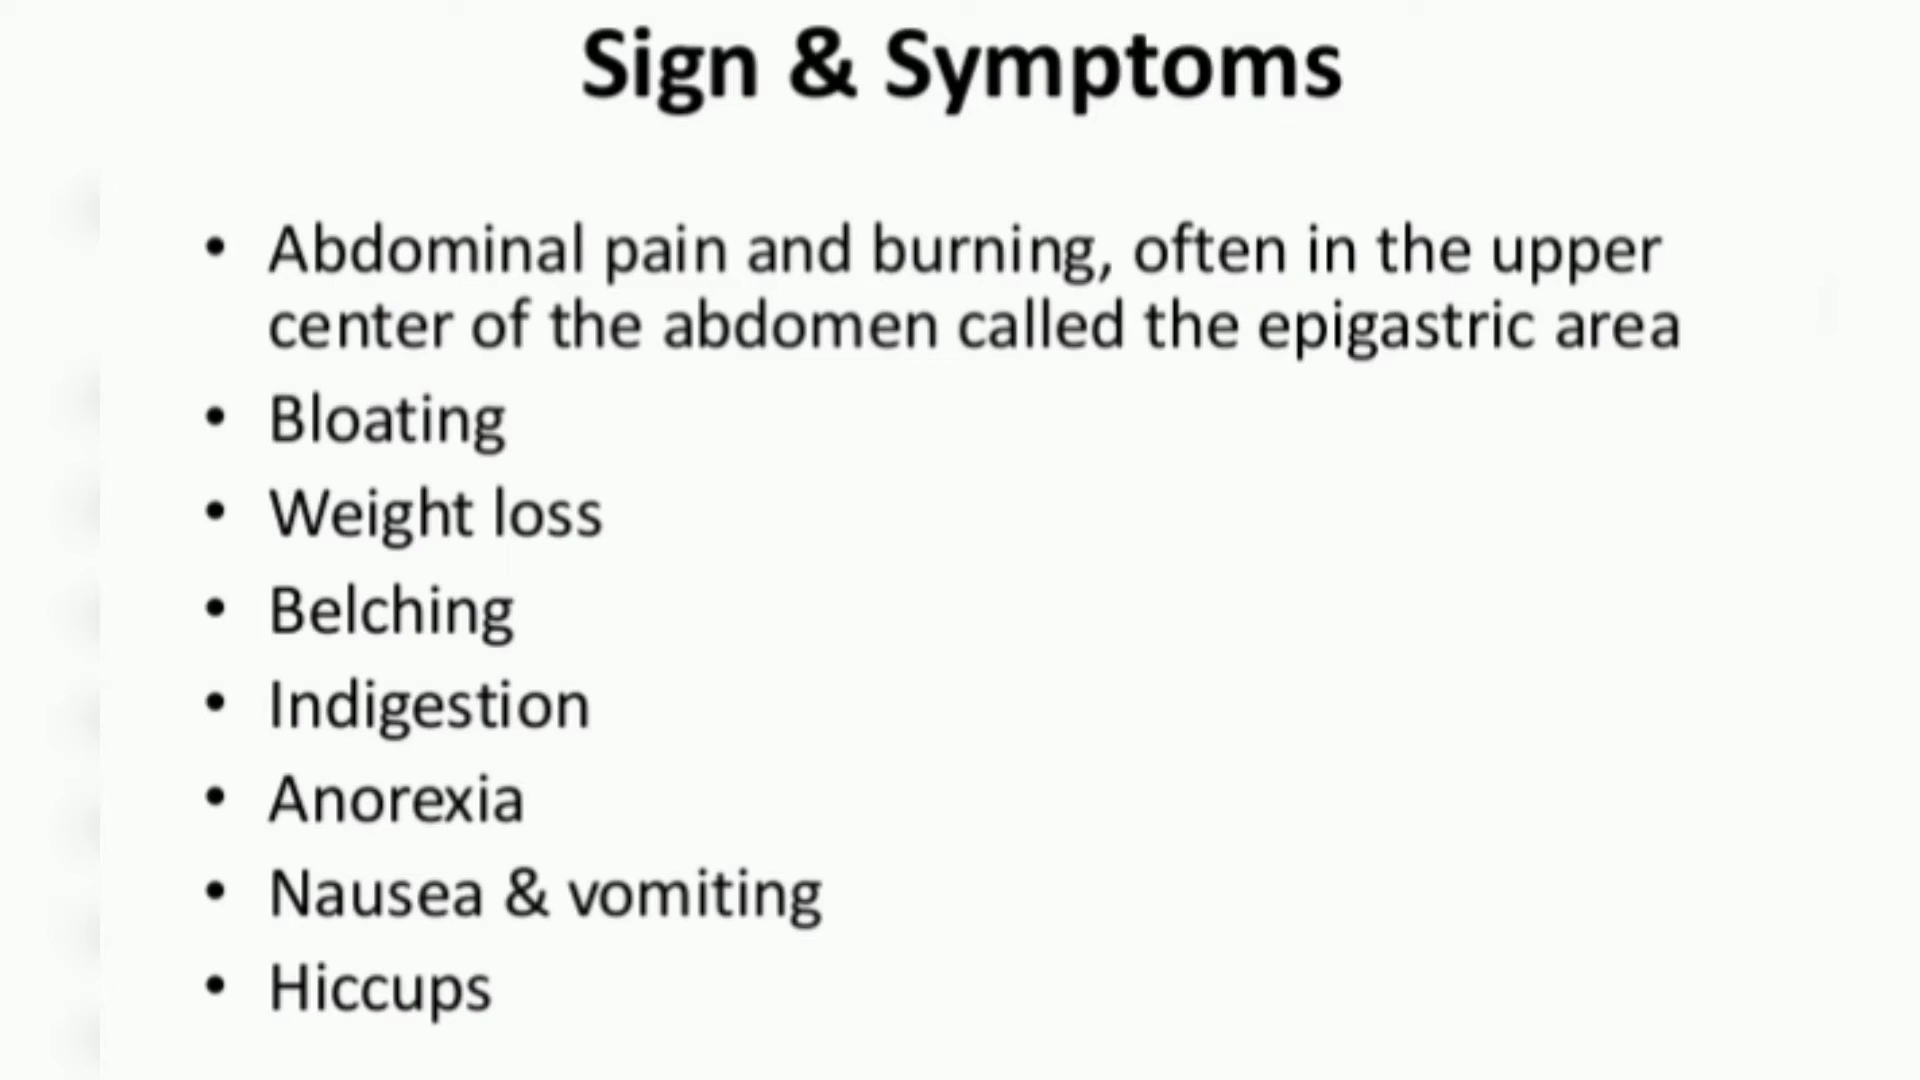 Sign & Symptoms
• Abdominal pain and burning, often in the upper
center of the abdomen called the epigastric area
• Bloating
• Weight loss
• Belching
• Indigestion
• Anorexia
• Nausea & vomiting
• Hiccups